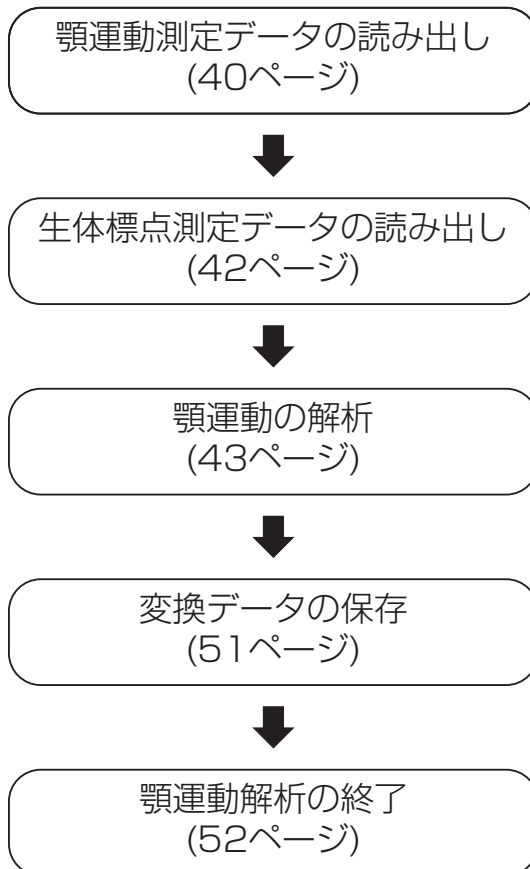 顎運動測定データの読み出し
(40ページ)
生体標点測定データの読み出し
(42ページ)
顎運動の解析
(43ページ)
変換データの保存
(51ページ)
顎運動解析の終了
(52ページ)